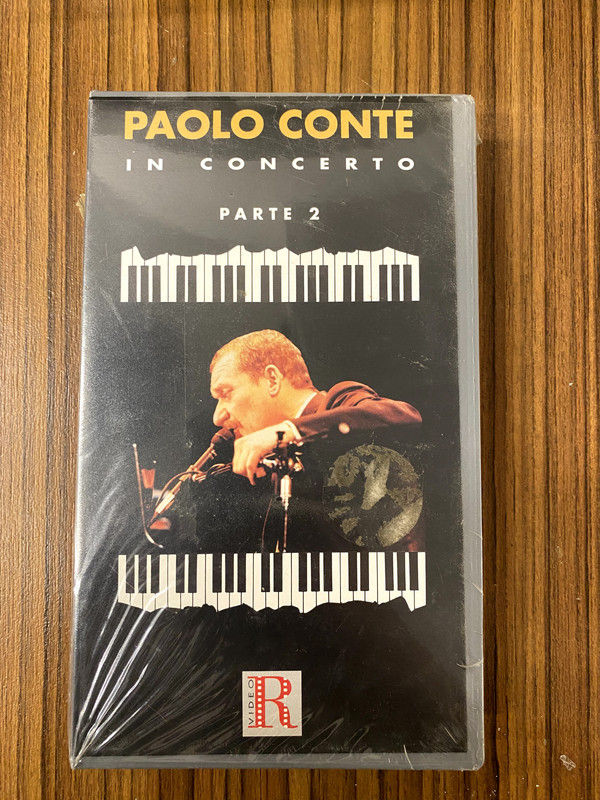 PAOLO CONTE
IN CONCERTO
PARTE 2
VIDEO R